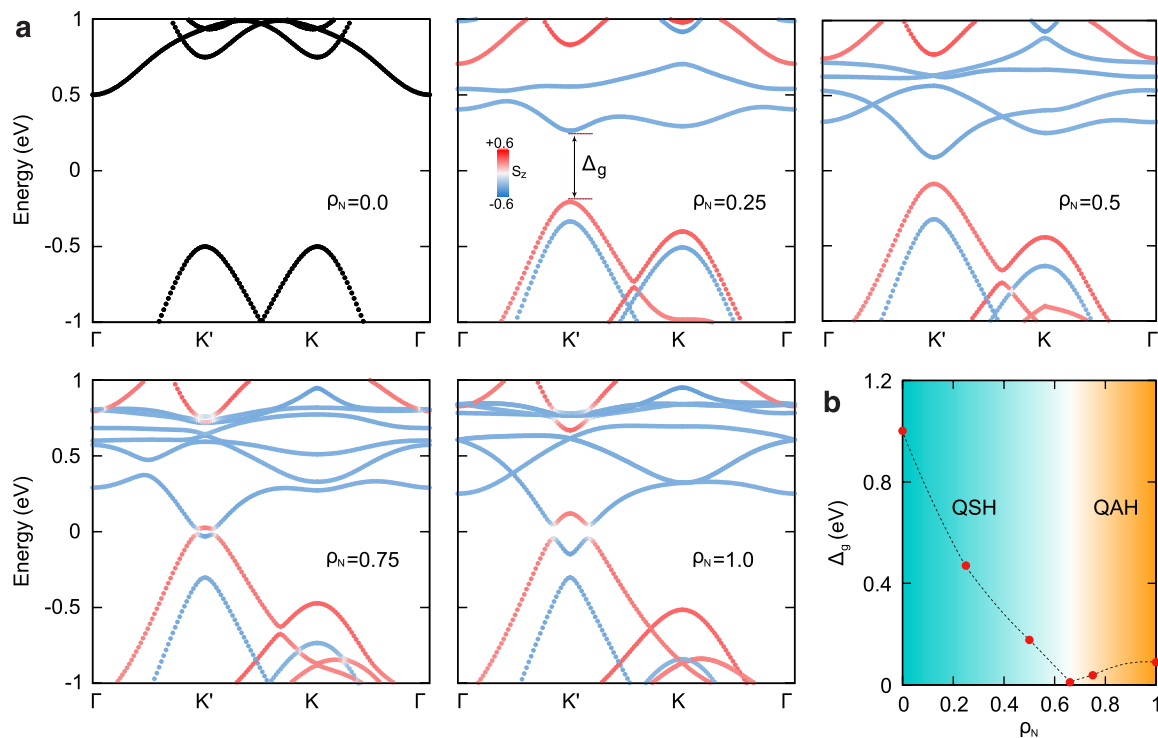 a
Energy (eV)
1
0.5
0
-0.5
-1
ρN=0.0
Γ K' K Γ
+0.6
Sz
-0.6
Δg
ρN=0.25
Γ K' K Γ
ρN=0.5
Γ K' K Γ
Energy (eV)
1
0.5
0
-0.5
-1
ρN=0.75
Γ K' K Γ
ρN=1.0
Γ K' K Γ
b
Δg (eV)
1.2
0.8
0.4
0
QSH QAH
0 0.2 0.4 0.6 0.8 1
ρN